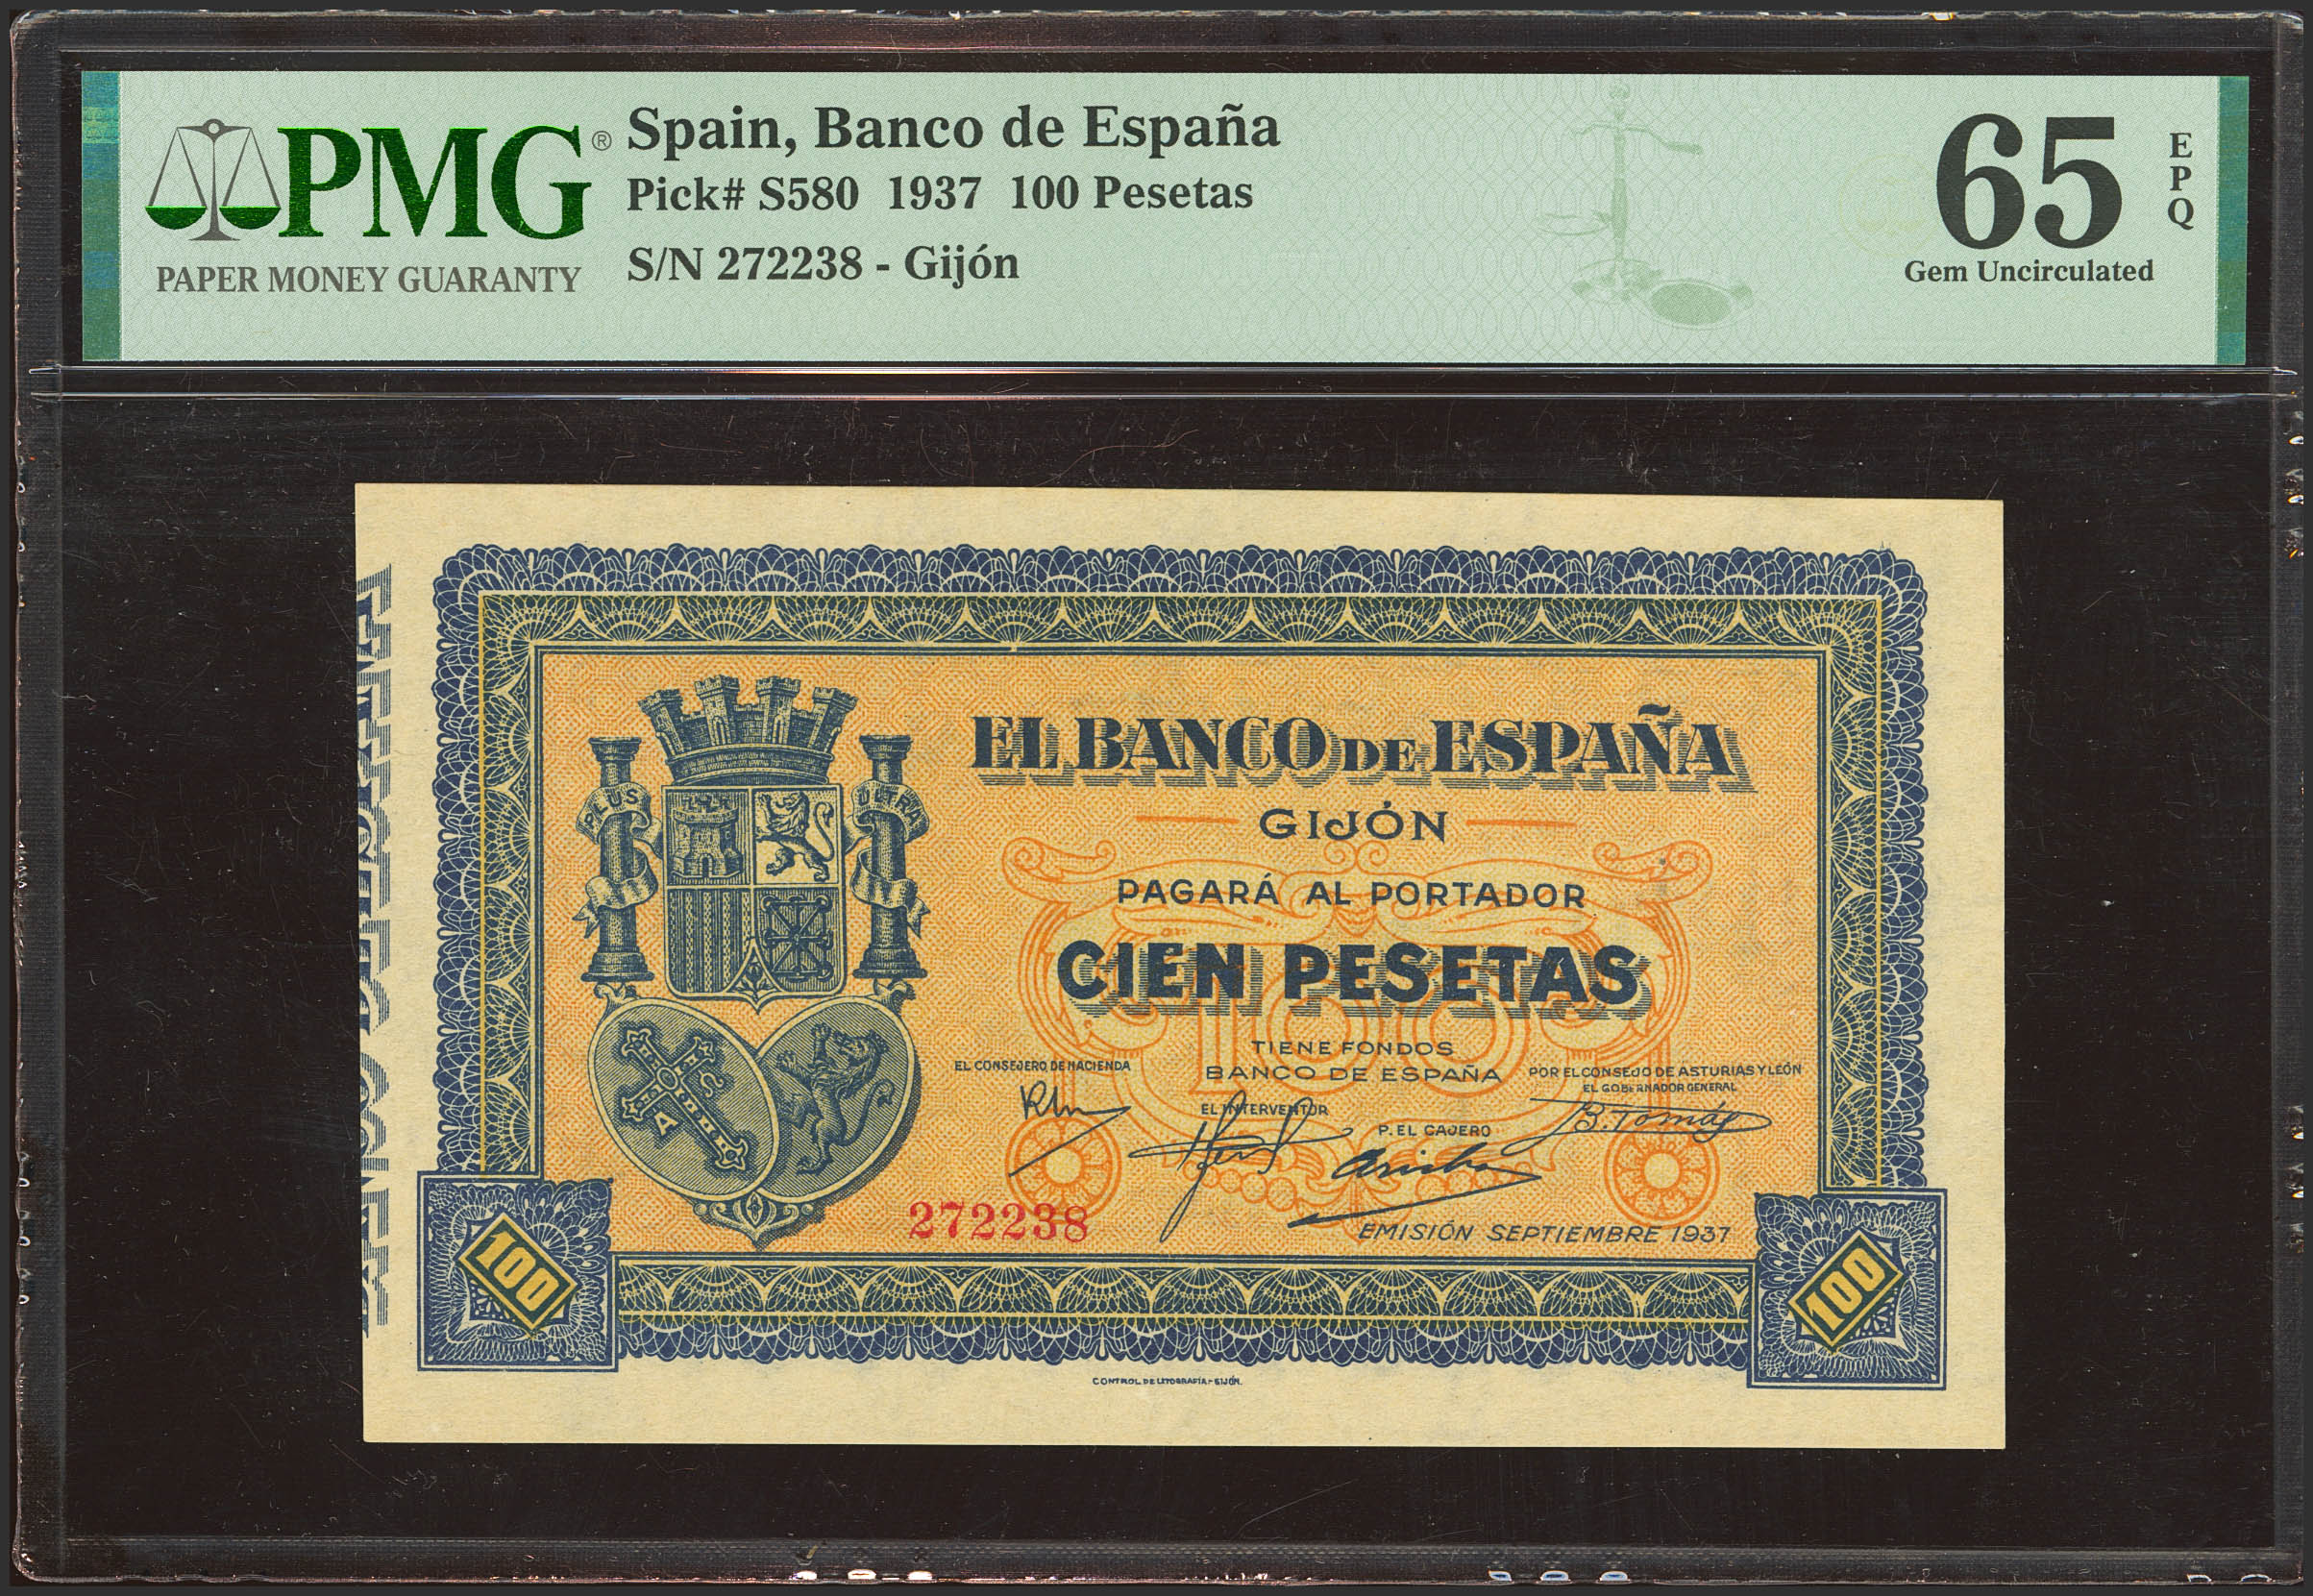 PMG®
PAPER MONEY GUARANTY
Spain, Banco de España
Pick# S580 1937 100 Pesetas
S/N 272238 - Gijón
65
EPQ
Gem Uncirculated
EL BANCO DE ESPAÑA
GIJÓN
PAGARÁ AL PORTADOR
CIEN PESETAS
100
TIENE FONDOS
BANCO DE ESPAÑA
PLUS
ULTRA
A
Ω
EL CONSEJERO DE HACIENDA
EL INTERVENTOR
P. EL CAJERO
POR EL CONSEJO DE ASTURIAS Y LEÓN
EL GOBERNADOR GENERAL
B. Tomás
272238
EMISIÓN SEPTIEMBRE 1937
100
100
CONTROL DE LITOGRAFÍA.- GIJÓN.